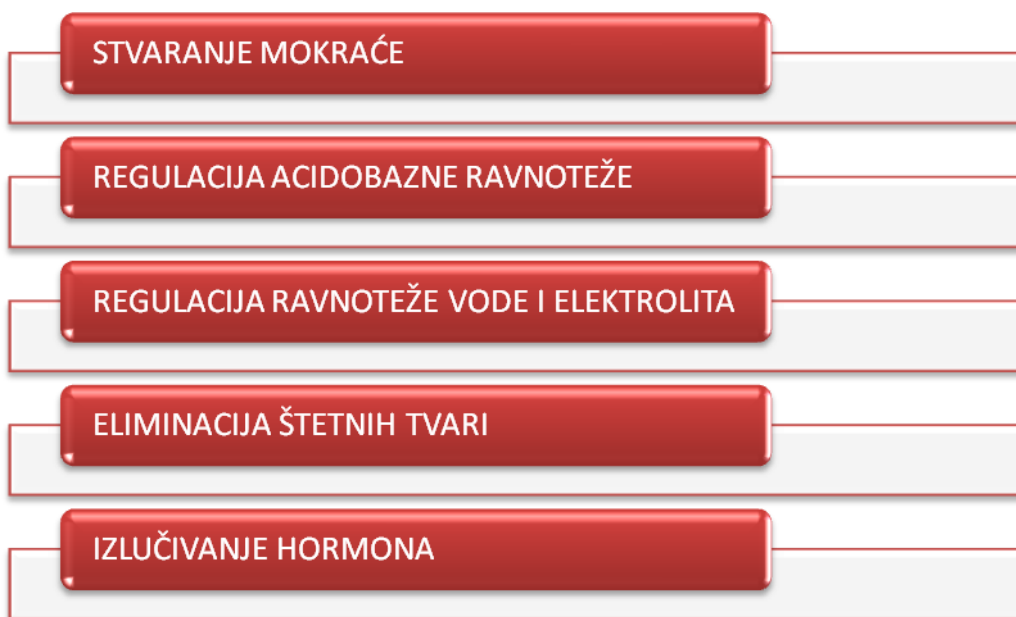 STVARANJE MOKRAĆE
REGULACIJA ACIDOBAZNE RAVNOTEŽE
REGULACIJA RAVNOTEŽE VODE I ELEKTROLITA
ELIMINACIJA ŠTETNIH TVARI
IZLUČIVANJE HORMONA